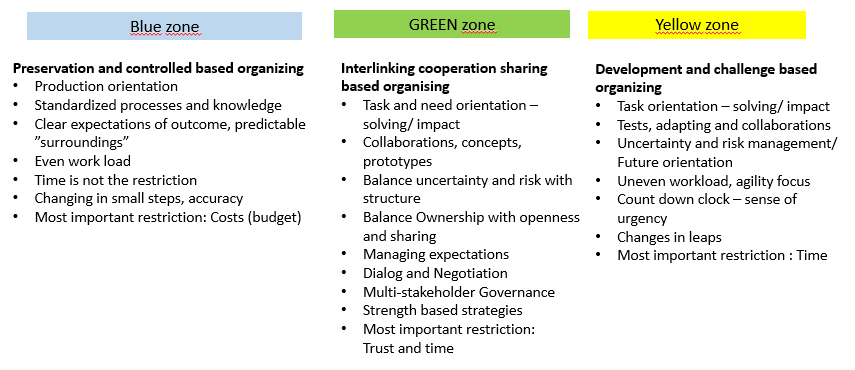 Blue zone
Preservation and controlled based organizing
• Production orientation
• Standardized processes and knowledge
• Clear expectations of outcome, predictable
”surroundings”
• Even work load
• Time is not the restriction
• Changing in small steps, accuracy
• Most important restriction: Costs (budget)
GREEN zone
Interlinking cooperation sharing
based organising
• Task and need orientation –
solving/ impact
• Collaborations, concepts,
prototypes
• Balance uncertainty and risk with
structure
• Balance Ownership with openness
and sharing
• Managing expectations
• Dialog and Negotiation
• Multi-stakeholder Governance
• Strength based strategies
• Most important restriction:
Trust and time
Yellow zone
Development and challenge based
organizing
• Task orientation – solving/ impact
• Tests, adapting and collaborations
• Uncertainty and risk management/
Future orientation
• Uneven workload, agility focus
• Count down clock – sense of
urgency
• Changes in leaps
• Most important restriction : Time